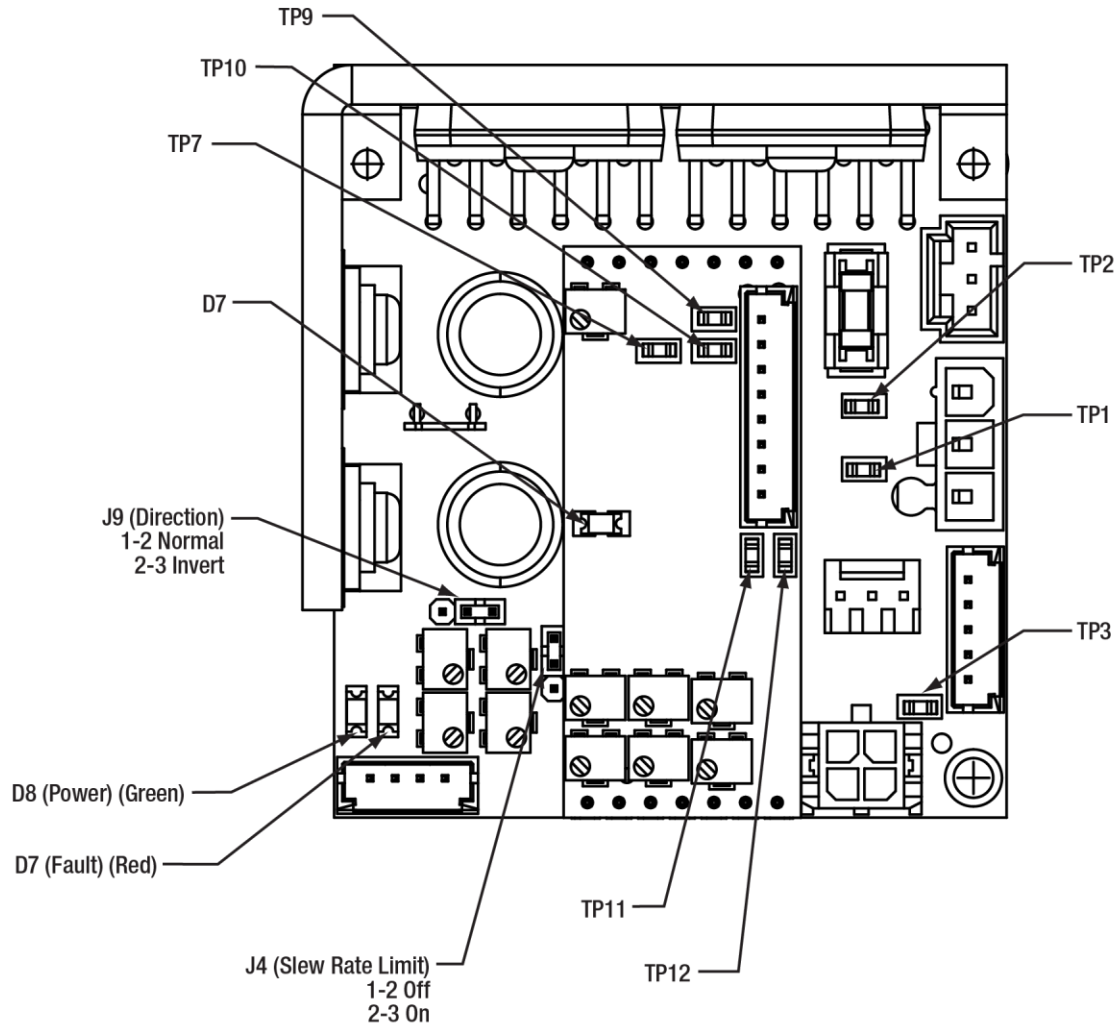 TP9
TP10
TP7
TP2
D7
TP1
J9 (Direction)
1-2 Normal
2-3 Invert
TP3
D8 (Power) (Green)
D7 (Fault) (Red)
TP11
J4 (Slew Rate Limit)
1-2 Off
2-3 On
TP12